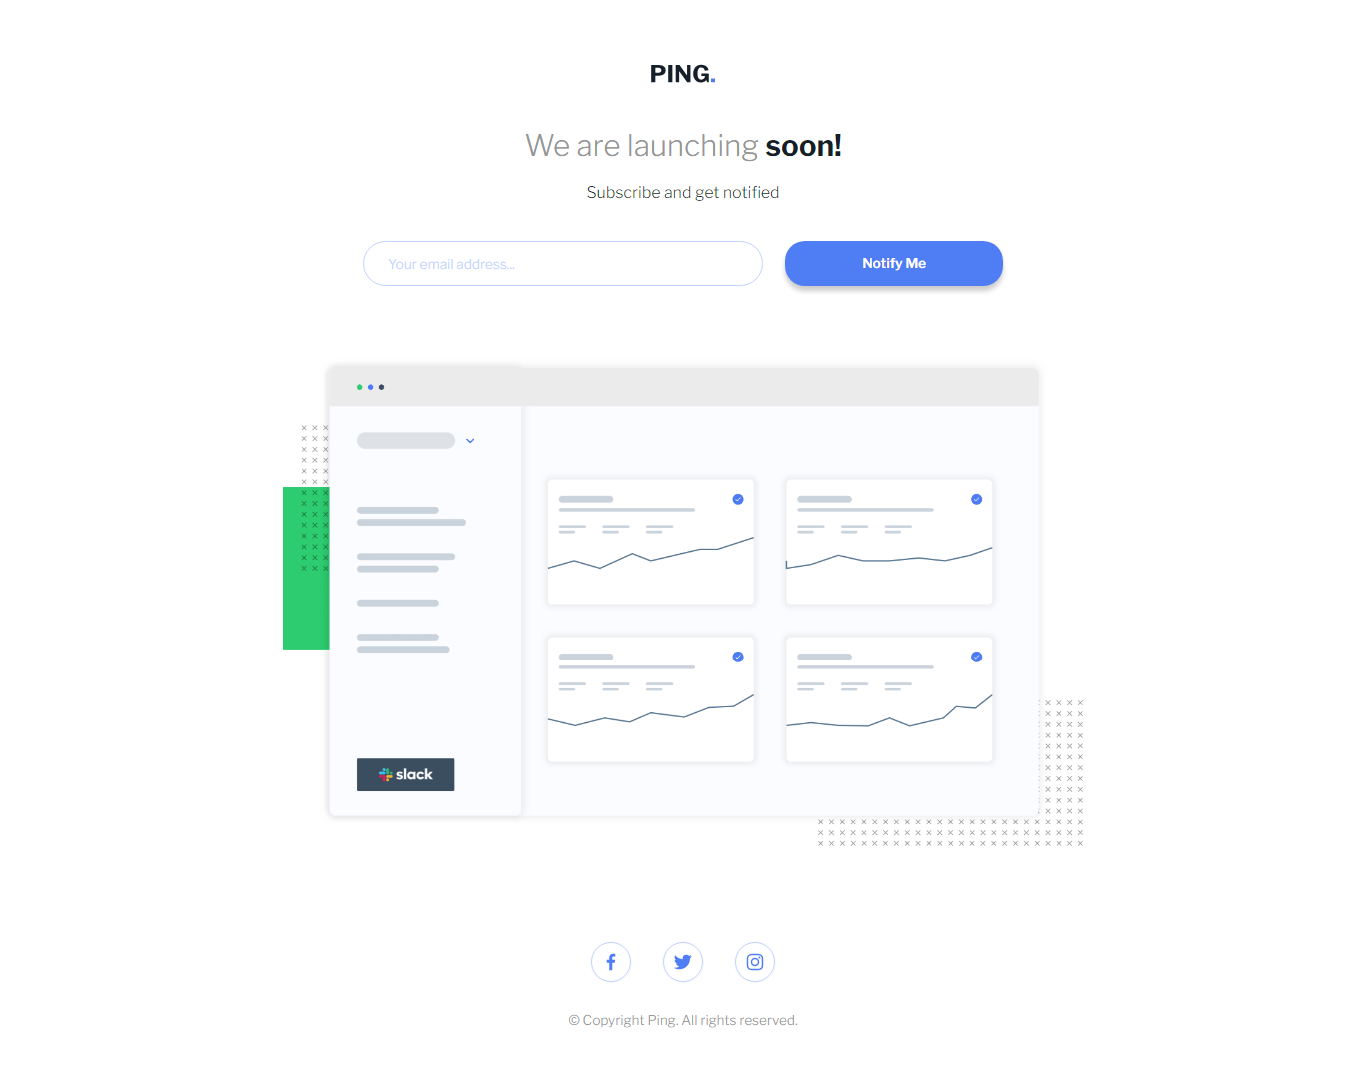 PING.
We are launching soon!
Subscribe and get notified
Your email address...
Notify Me
slack
© Copyright Ping. All rights reserved.